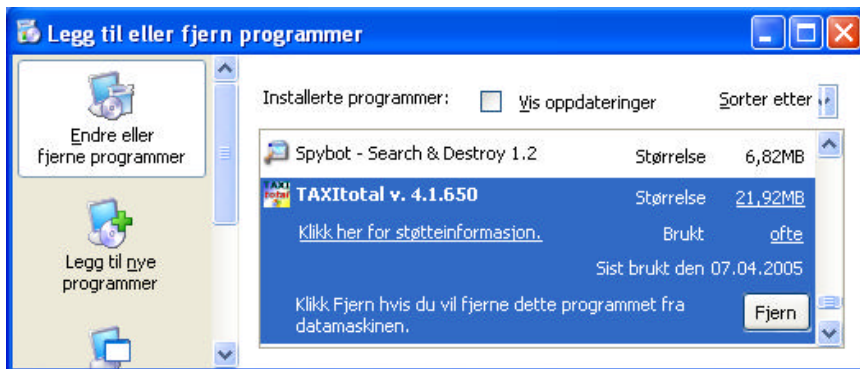 Legg til eller fjern programmer
Endre eller
fjerne programmer
Legg til nye
programmer
Installerte programmer:
Vis oppdateringer
Sorter etter
Spybot - Search & Destroy 1.2
Størrelse
6,82MB
TAXI
total
TAXItotal v. 4.1.650
Størrelse
21,92MB
Klikk her for støtteinformasjon.
Brukt
ofte
Sist brukt den 07.04.2005
Klikk Fjern hvis du vil fjerne dette programmet fra
datamaskinen.
Fjern